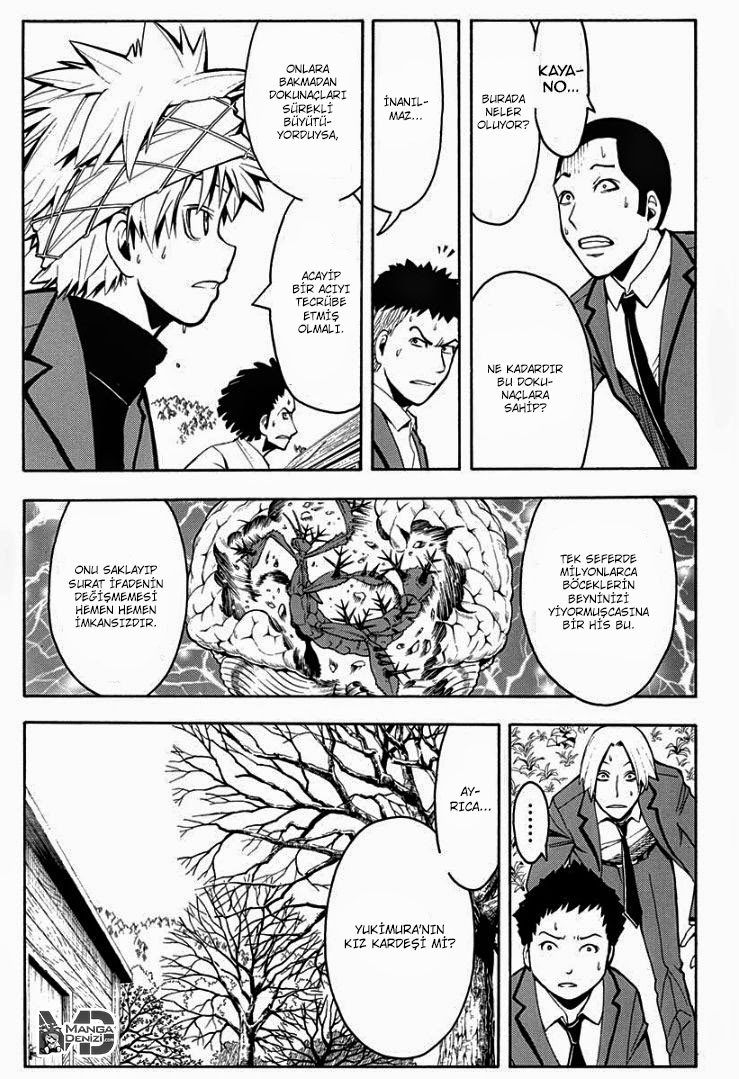 KAYA-
NO...
BURADA
NELER
OLUYOR?
NE KADARDIR
BU DOKU-
NAÇLARA
SAHİP?
İNANIL-
MAZ...
ONLARA
BAKMADAN
DOKUNAÇLARI
SÜREKLİ
BÜYÜTÜ-
YORDUYSA,
ACAYİP
BİR ACIYI
TECRÜBE
ETMİŞ
OLMALI.
TEK SEFERDE
MİLYONLARCA
BÖCEKLERİN
BEYNİNİZİ
YİYORMUŞCASINA
BİR HİS BU.
ONU SAKLAYIP
SURAT İFADENİN
DEĞİŞMEMESİ
HEMEN HEMEN
İMKANSIZDIR.
......
AY-
RICA...
YUKİMURA'NIN
KIZ KARDEŞİ Mİ?
MD
MANGA
DENİZİ.com